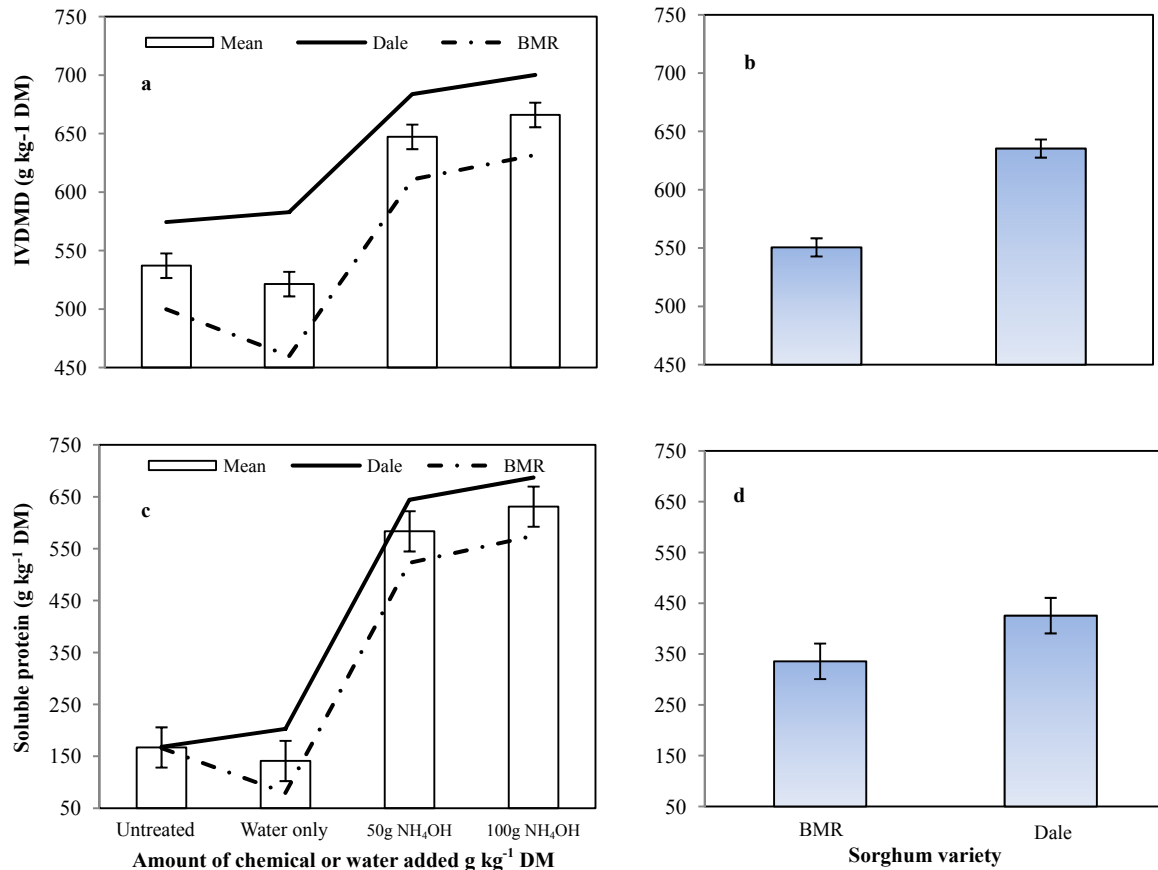 750
700
650
600
550
500
450
IVDMD (g kg-1 DM)
Mean Dale BMR
a
750
700
650
600
550
500
450
b
750
650
550
450
350
250
150
50
Soluble protein (g kg⁻¹ DM)
Mean Dale BMR
c
Untreated Water only 50g NH₄OH 100g NH₄OH
Amount of chemical or water added g kg⁻¹ DM
750
650
550
450
350
250
150
50
d
BMR Dale
Sorghum variety